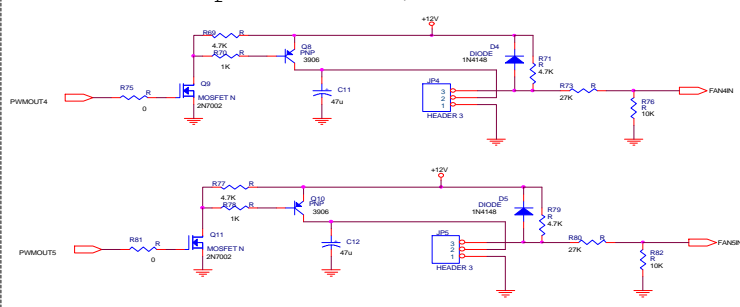 +12V
R69 R
4.7K
R70 R
1K
Q8
PNP
3906
D4
DIODE
1N4148
R71
R
4.7K
R75 R
0
Q9
MOSFET N
2N7002
C11
47u
JP4
3
2
1
HEADER 3
R73 R
27K
R76
R
10K
PWMOUT4
FAN4IN
+12V
R77 R
4.7K
R78 R
1K
Q10
PNP
3906
D5
DIODE
1N4148
R79
R
4.7K
R81 R
0
Q11
MOSFET N
2N7002
C12
47u
JP5
3
2
1
HEADER 3
R80 R
27K
R82
R
10K
PWMOUT5
FAN5IN